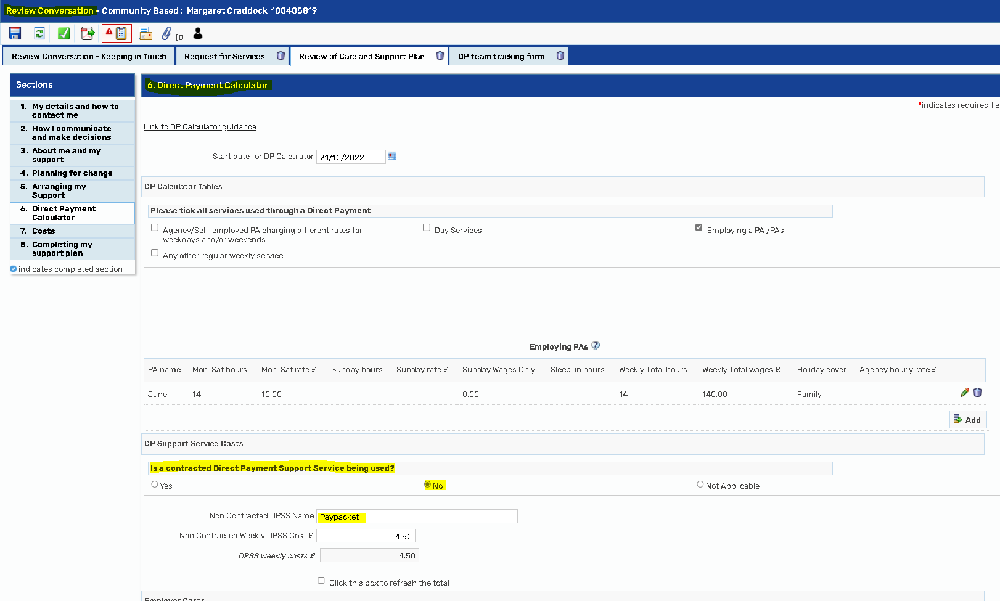 Review Conversation - Community Based : Margaret Craddock 100405819
(0
Review Conversation - Keeping in Touch
Request for Services
Review of Care and Support Plan
DP team tracking form
Sections
1. My details and how to
contact me
2. How I communicate
and make decisions
3. About me and my
support
4. Planning for change
5. Arranging my
Support
6. Direct Payment
Calculator
7. Costs
8. Completing my
support plan
indicates completed section
6. Direct Payment Calculator
*indicates required fie
Link to DP Calculator guidance
Start date for DP Calculator 21/10/2022
DP Calculator Tables
Please tick all services used through a Direct Payment
Agency/Self-employed PA charging different rates for
weekdays and/or weekends
Day Services
Employing a PA /PAs
Any other regular weekly service
Employing PAs
PA name Mon-Sat hours Mon-Sat rate £ Sunday hours Sunday rate £ Sunday Wages Only Sleep-in hours Weekly Total hours Weekly Total wages £ Holiday cover Agency hourly rate £
June 14 10.00 0.00 14 140.00 Family
Add
DP Support Service Costs
Is a contracted Direct Payment Support Service being used?
Yes No Not Applicable
Non Contracted DPSS Name Paypacket
Non Contracted Weekly DPSS Cost £ 4.50
DPSS weekly costs £ 4.50
Click this box to refresh the total
Employer Costs